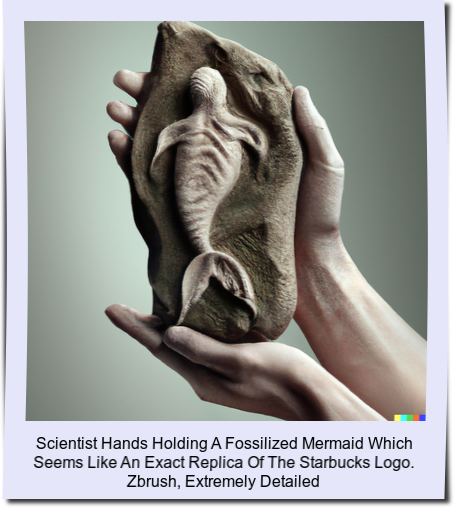 Scientist Hands Holding A Fossilized Mermaid Which
Seems Like An Exact Replica Of The Starbucks Logo.
Zbrush, Extremely Detailed